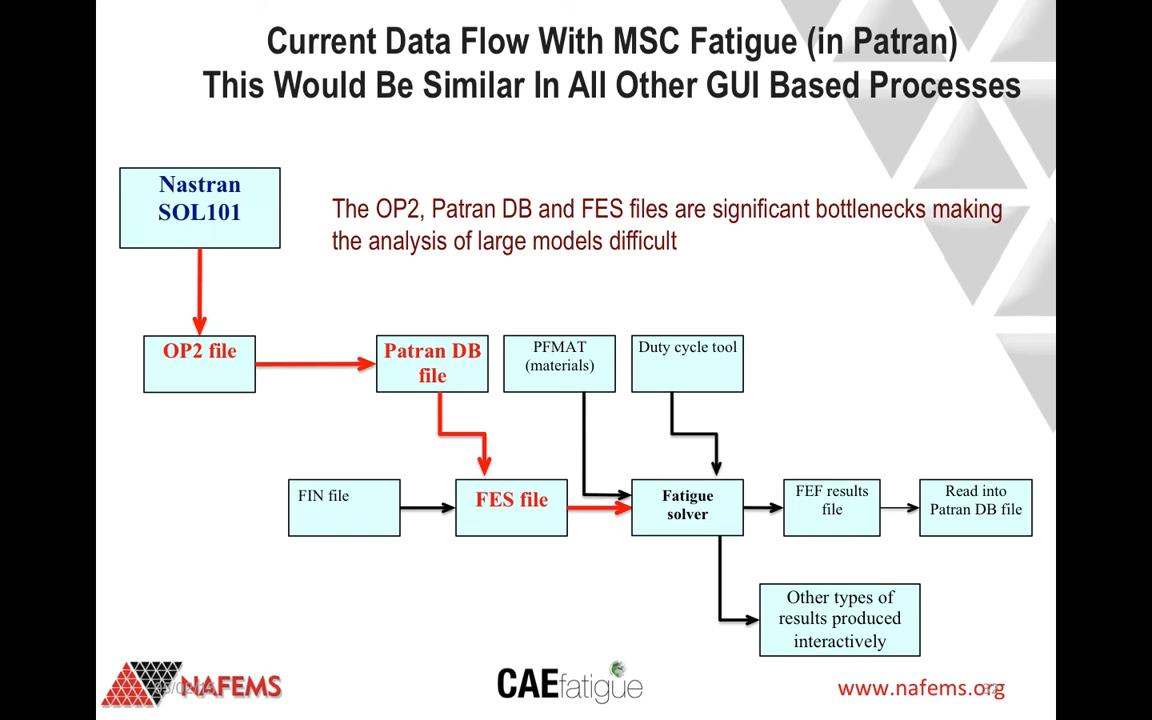 Current Data Flow With MSC Fatigue (in Patran)
This Would Be Similar In All Other GUI Based Processes
Nastran
SOL101
The OP2, Patran DB and FES files are significant bottlenecks making
the analysis of large models difficult
OP2 file
Patran DB
file
PFMAT
(materials)
Duty cycle tool
FIN file
FES file
Fatigue
solver
FEF results
file
Read into
Patran DB file
Other types of
results produced
interactively
NAFEMS
CAEfatigue
www.nafems.org